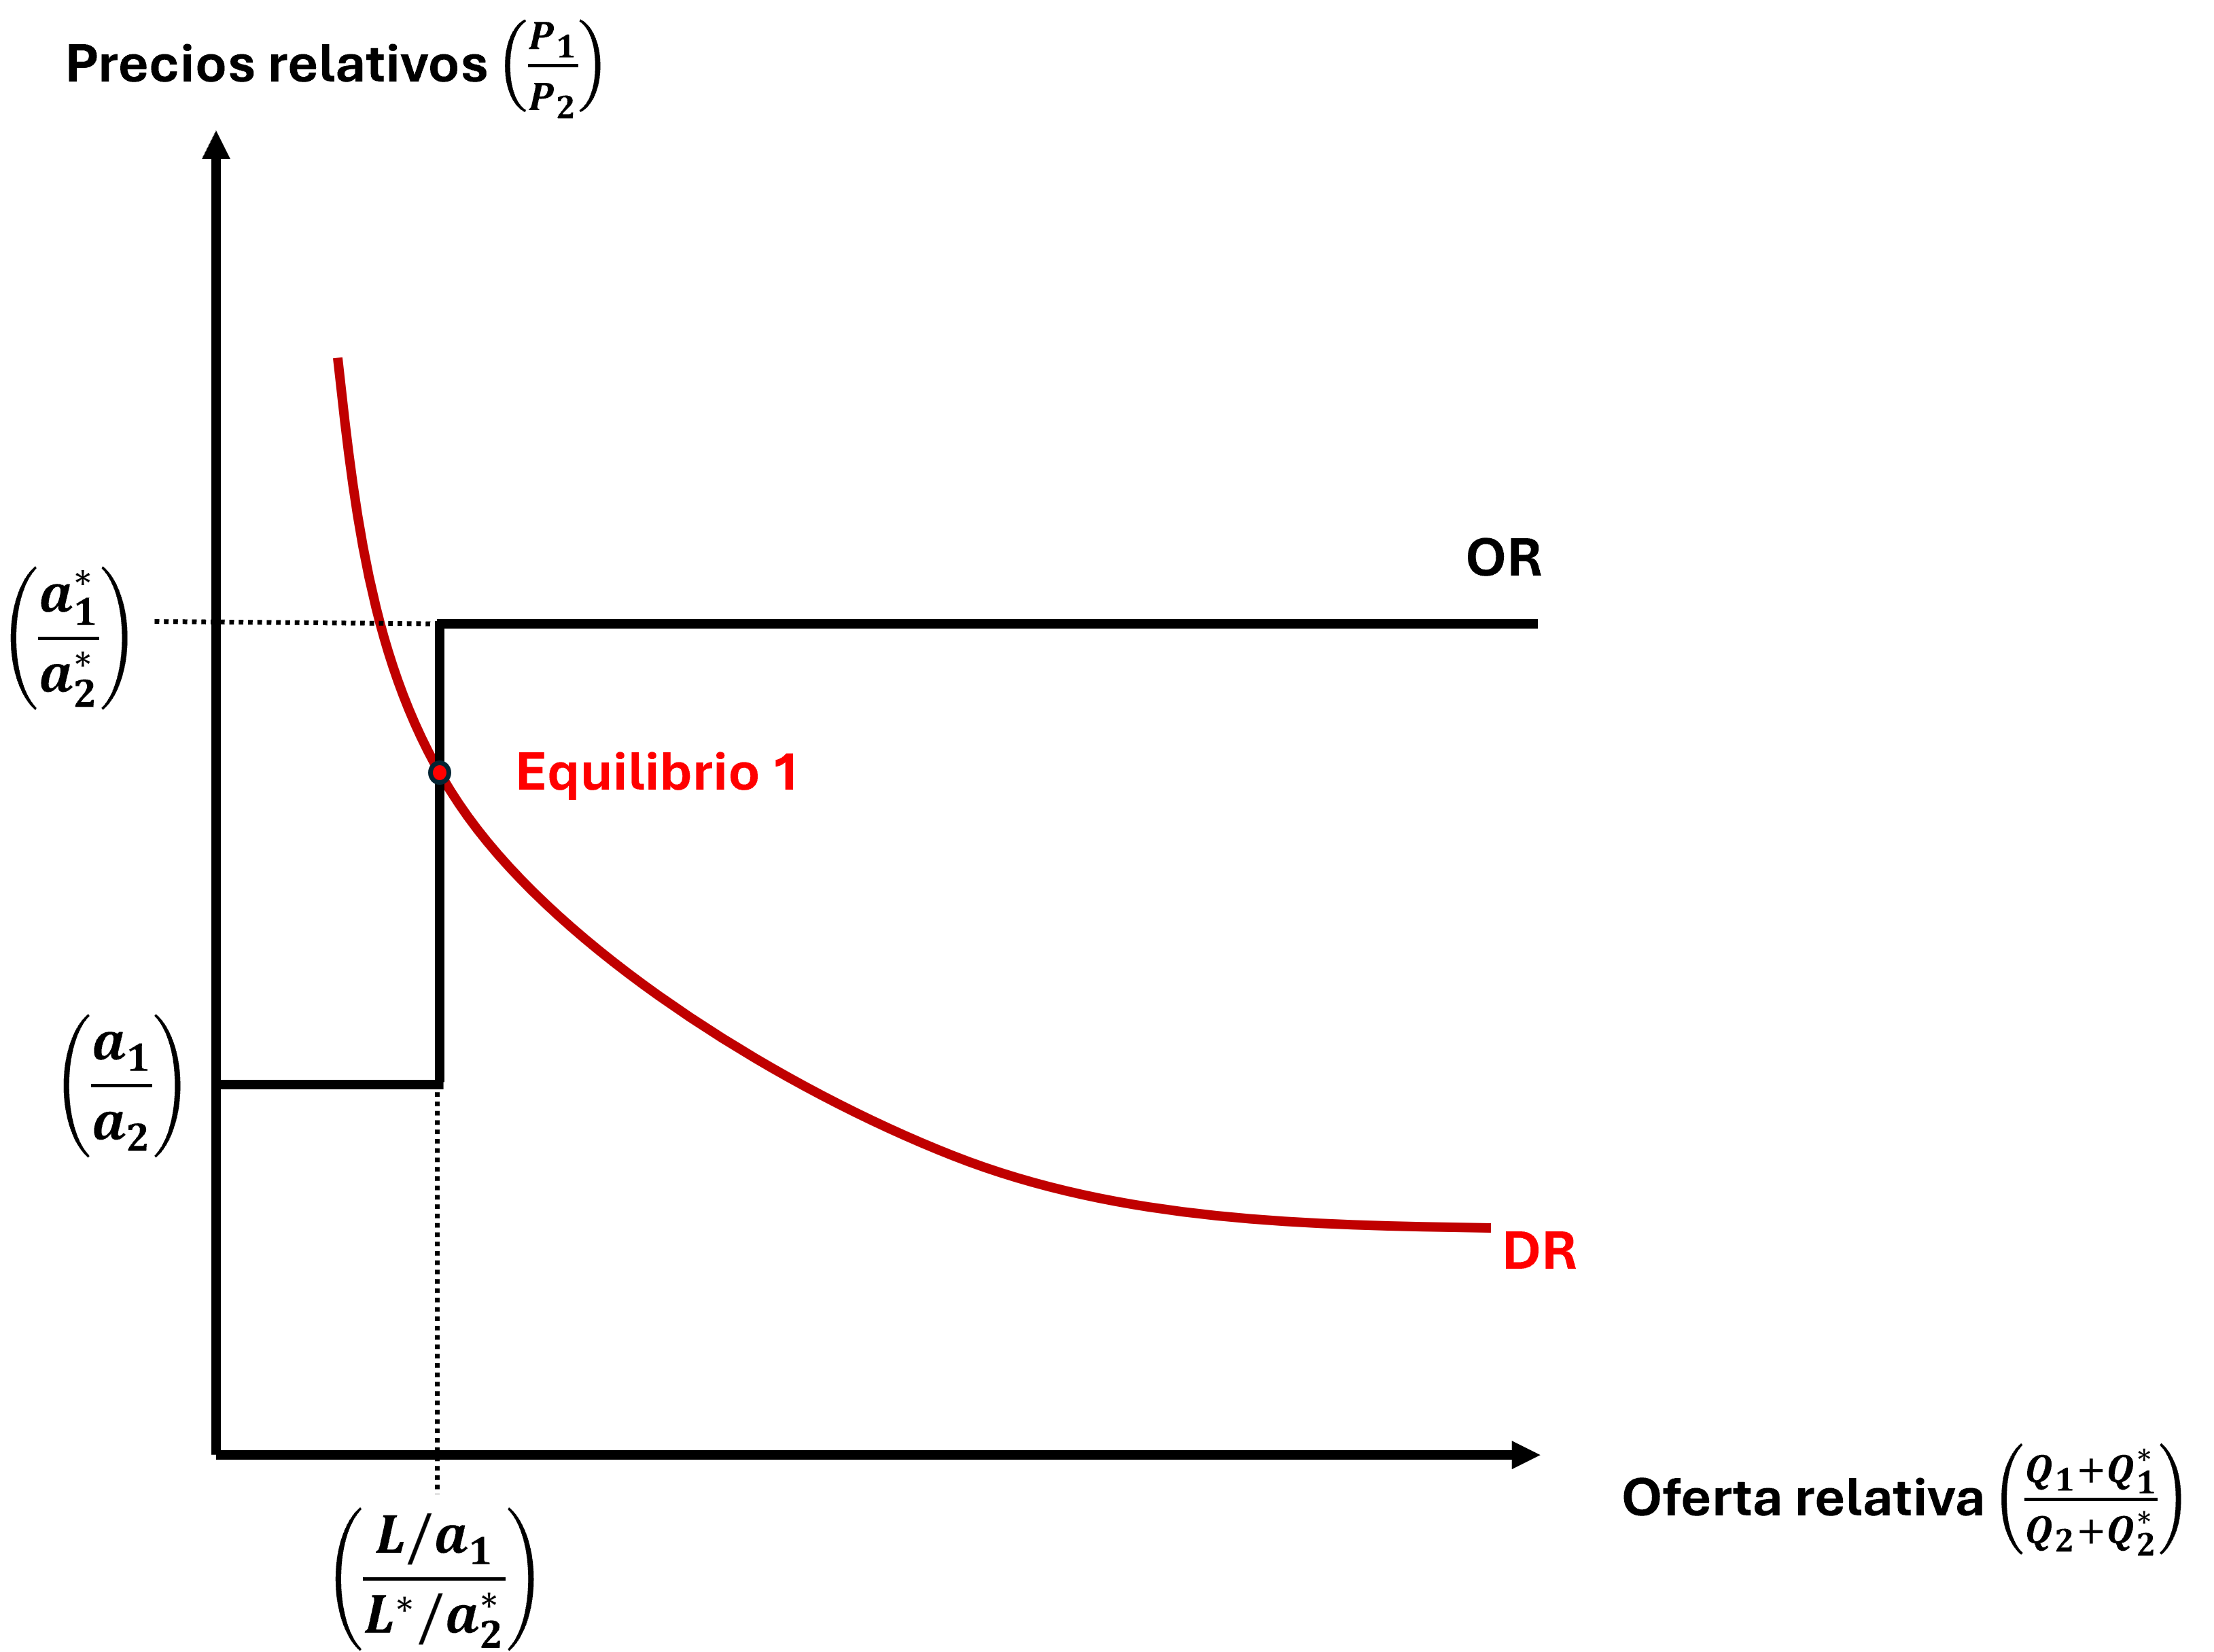 Precios relativos (P₁/P₂)
OR
(a₁*/a₂*)
Equilibrio 1
(a₁/a₂)
DR
Oferta relativa (Q₁+Q₁*/Q₂+Q₂*)
(L/a₁/L*/a₂*)